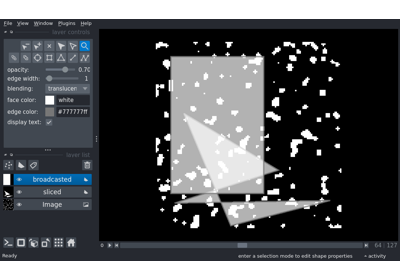 File View Window Plugins Help
layer controls
opacity: 0.70
edge width: 1
blending: translucent
face color: white
edge color: #777777ff
display text:
layer list
broadcasted
sliced
Image
0 64 | 127
Ready enter a selection mode to edit shape properties activity